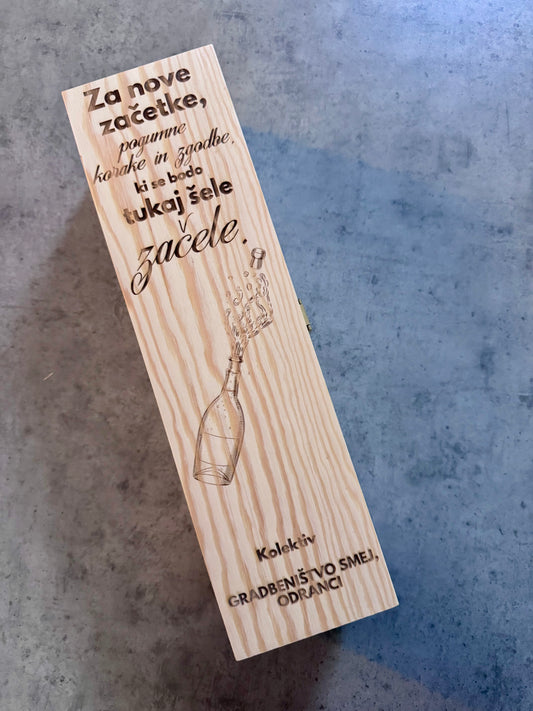 Za nove
začetke,
pogumne
korake in zgodbe,
ki se bodo
tukaj šele
začele.
Kolektiv
GRADBENIŠTVO SMEJ,
ODRANCI